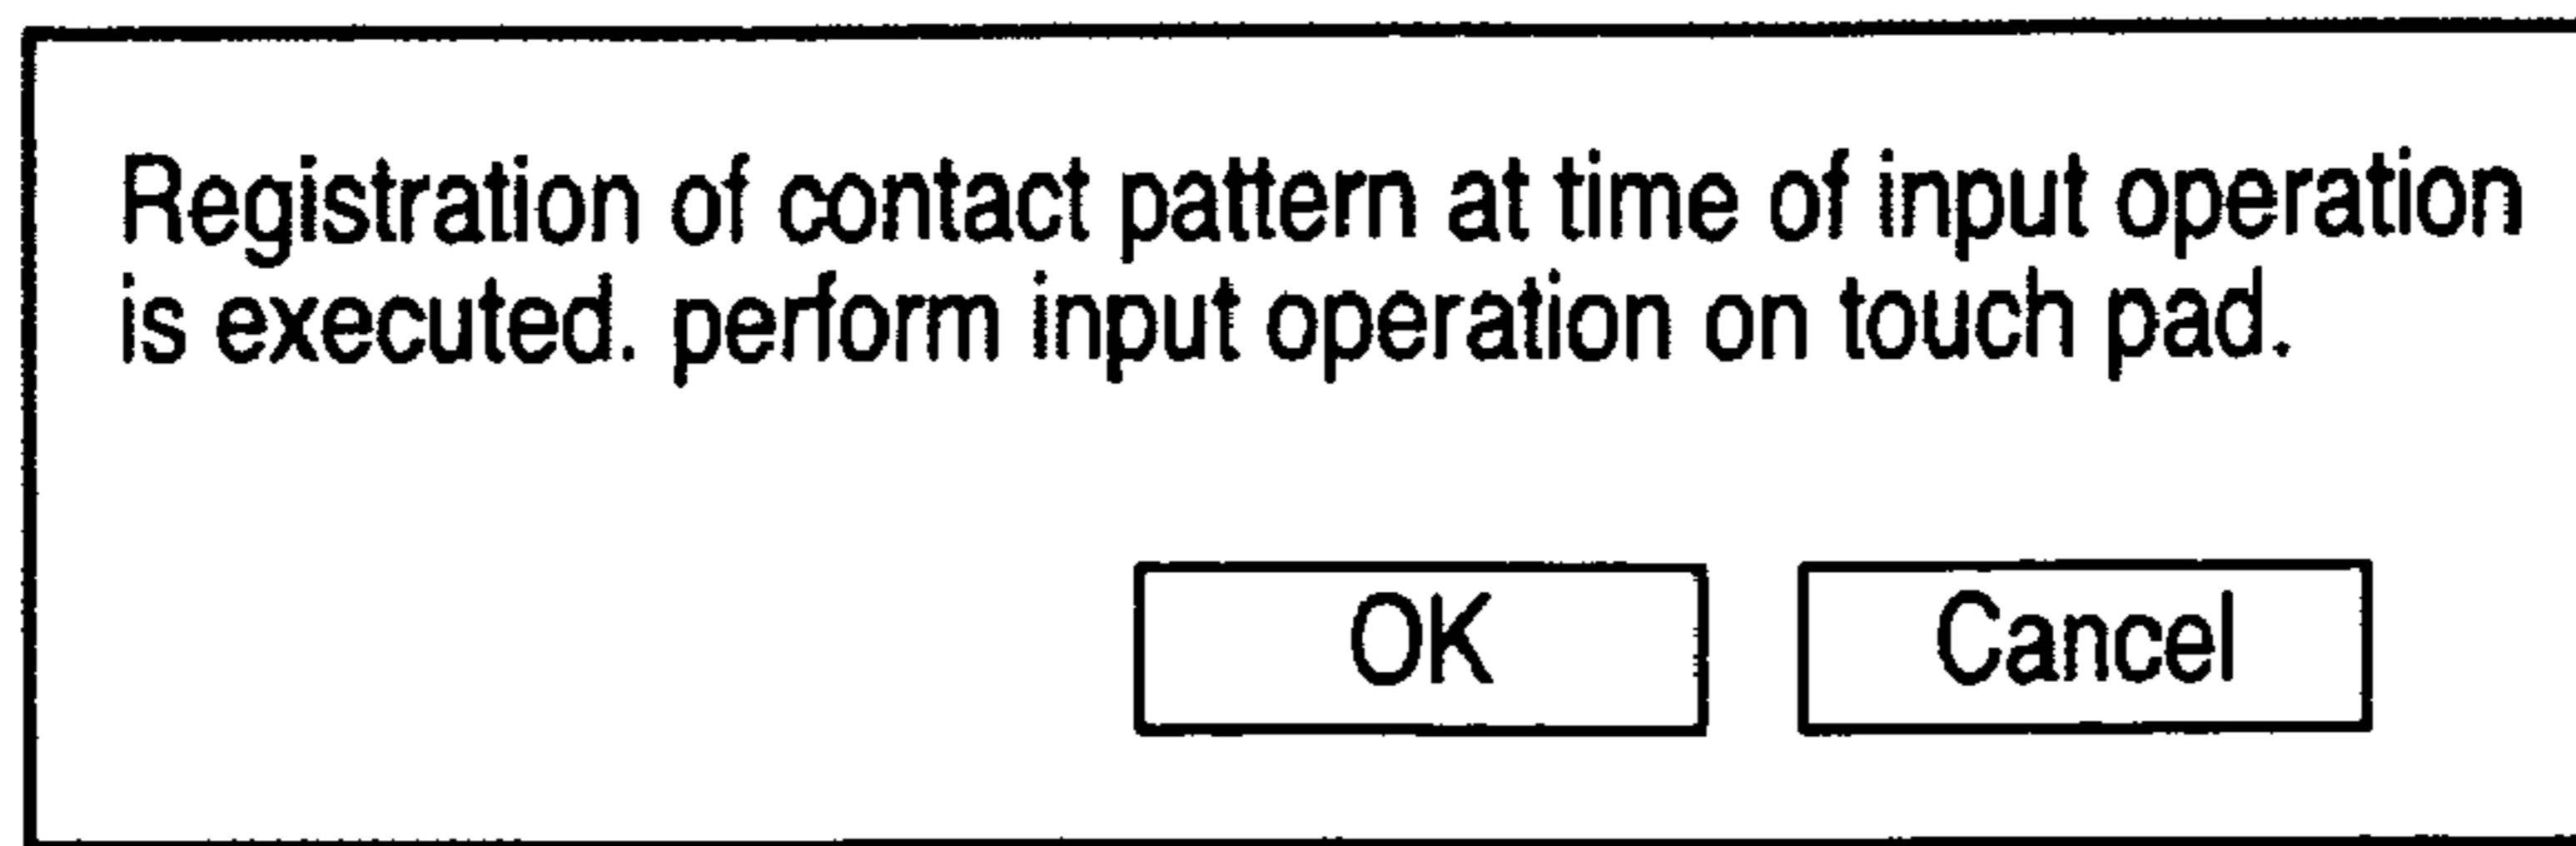 Registration of contact pattern at time of input operation
is executed. perform input operation on touch pad.
OK
Cancel